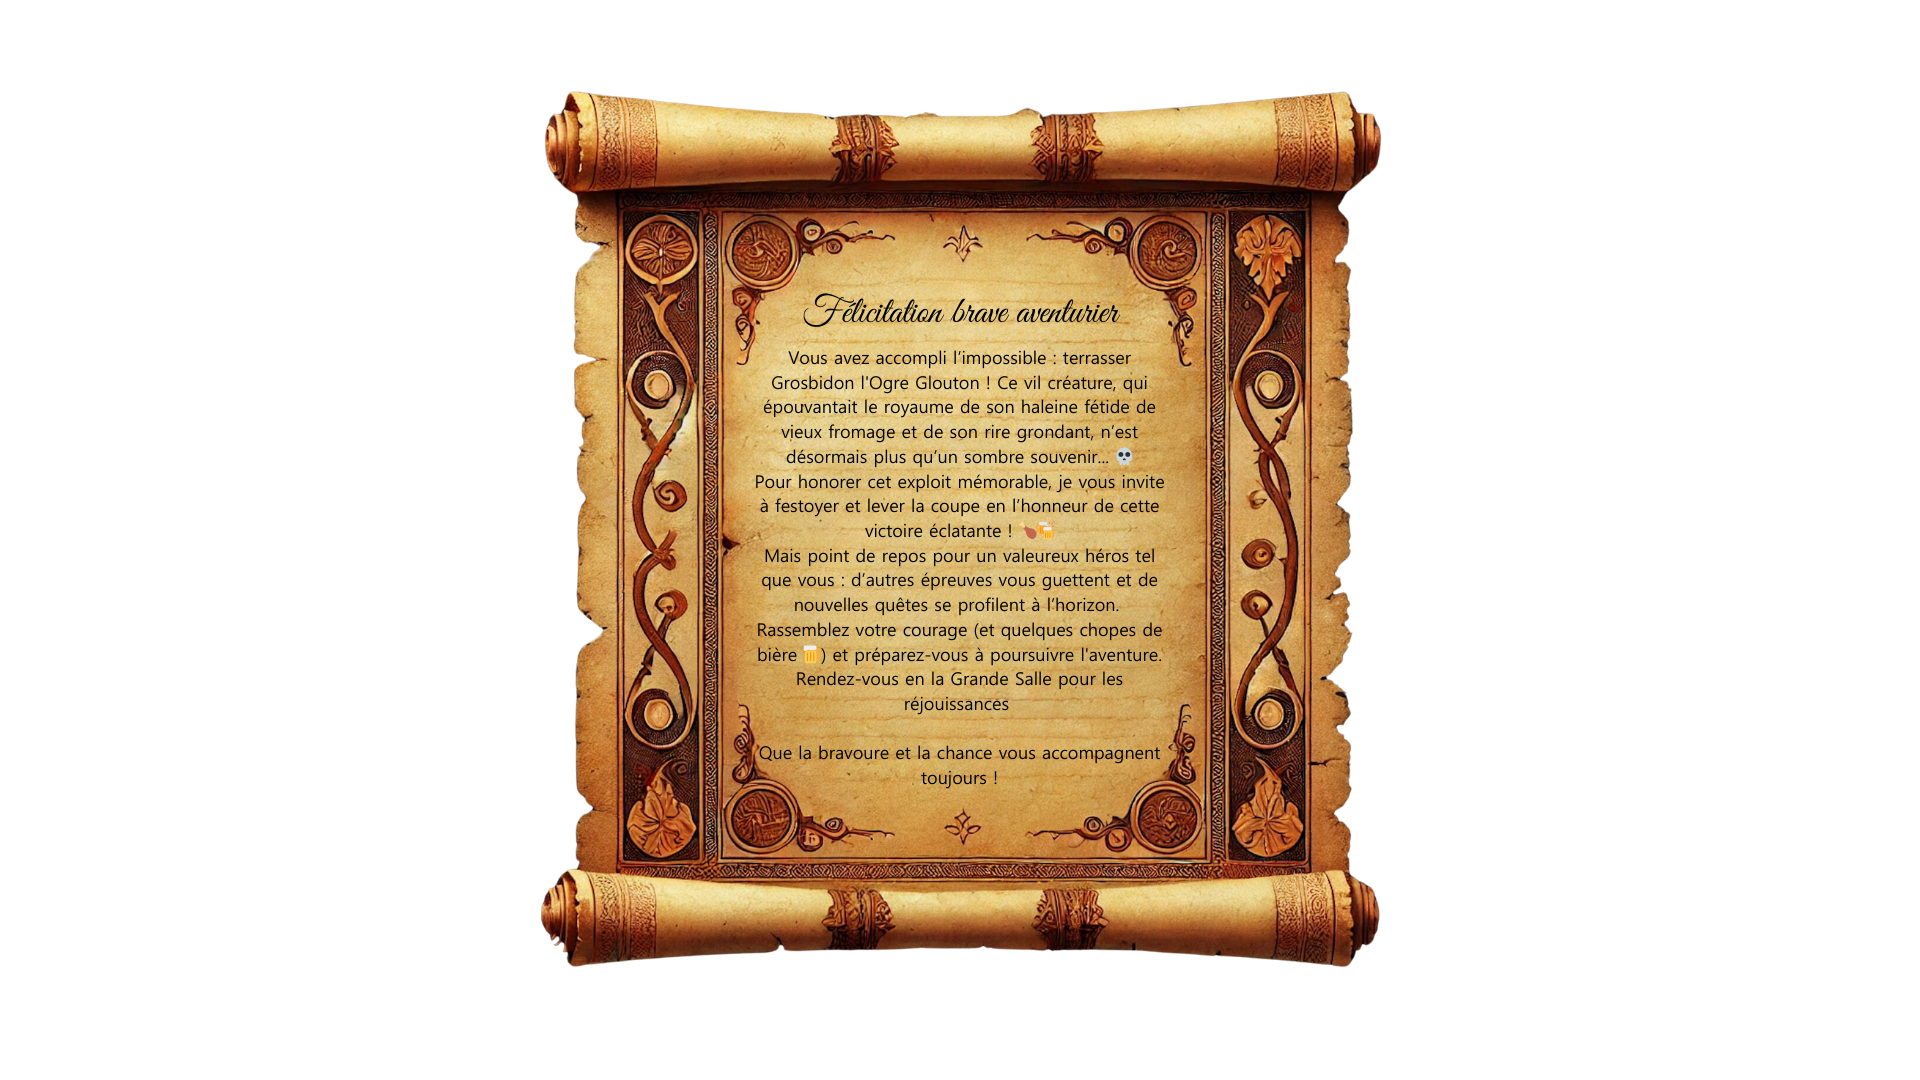 Félicitation brave aventurier
Vous avez accompli l’impossible : terrasser
Grosbidon l'Ogre Glouton ! Ce vil créature, qui
épouvantait le royaume de son haleine fétide de
vieux fromage et de son rire grondant, n’est
désormais plus qu’un sombre souvenir... 💀
Pour honorer cet exploit mémorable, je vous invite
à festoyer et lever la coupe en l’honneur de cette
victoire éclatante ! 🍗🍻
Mais point de repos pour un valeureux héros tel
que vous : d’autres épreuves vous guettent et de
nouvelles quêtes se profilent à l’horizon.
Rassemblez votre courage (et quelques chopes de
bière 🍺) et préparez-vous à poursuivre l'aventure.
Rendez-vous en la Grande Salle pour les
réjouissances
Que la bravoure et la chance vous accompagnent
toujours !